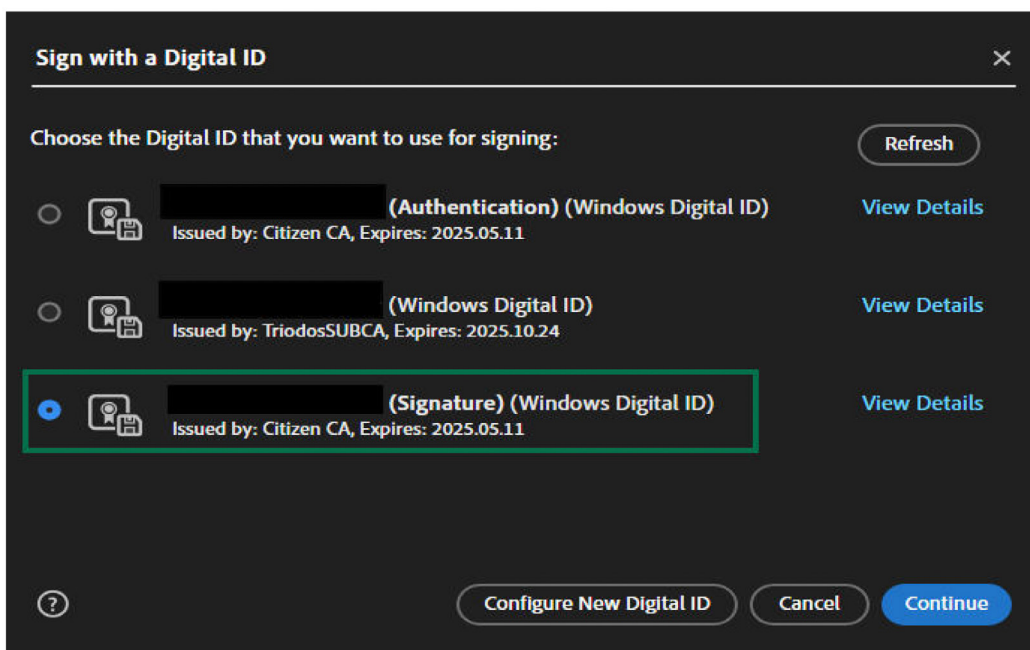 Sign with a Digital ID
Choose the Digital ID that you want to use for signing:
Refresh
(Authentication) (Windows Digital ID)
View Details
Issued by: Citizen CA, Expires: 2025.05.11
(Windows Digital ID)
View Details
Issued by: TriodosSUBCA, Expires: 2025.10.24
(Signature) (Windows Digital ID)
View Details
Issued by: Citizen CA, Expires: 2025.05.11
?
Configure New Digital ID
Cancel
Continue